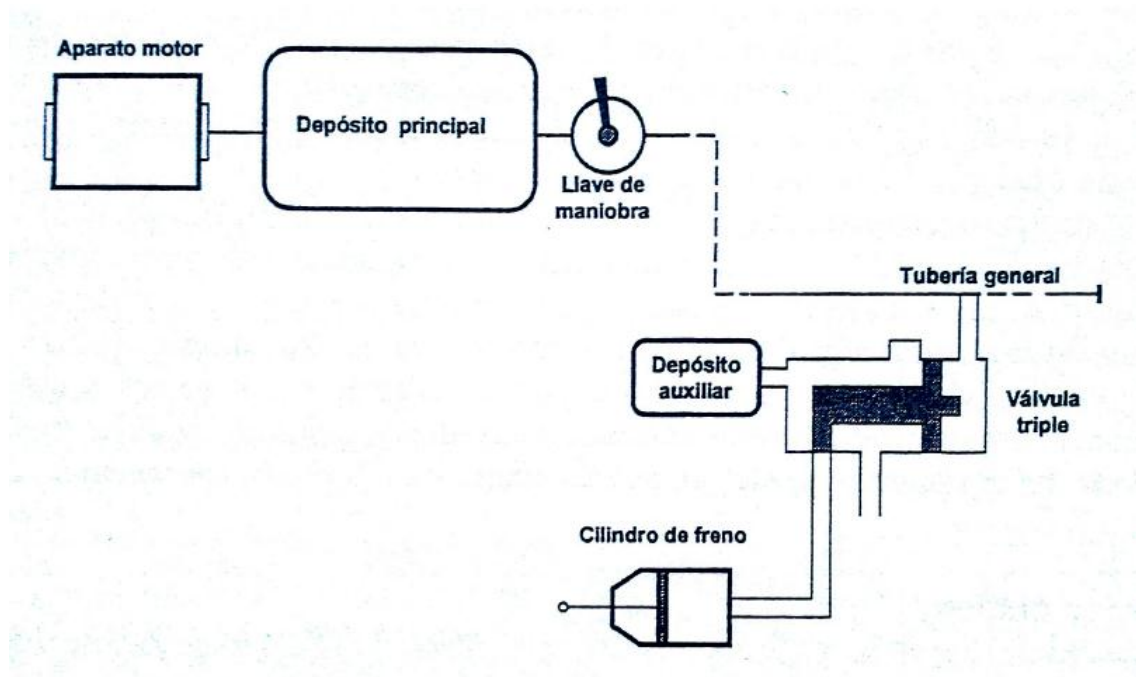 Aparato motor
Depósito principal
Llave de
maniobra
Tubería general
Depósito
auxiliar
Válvula
triple
Cilindro de freno